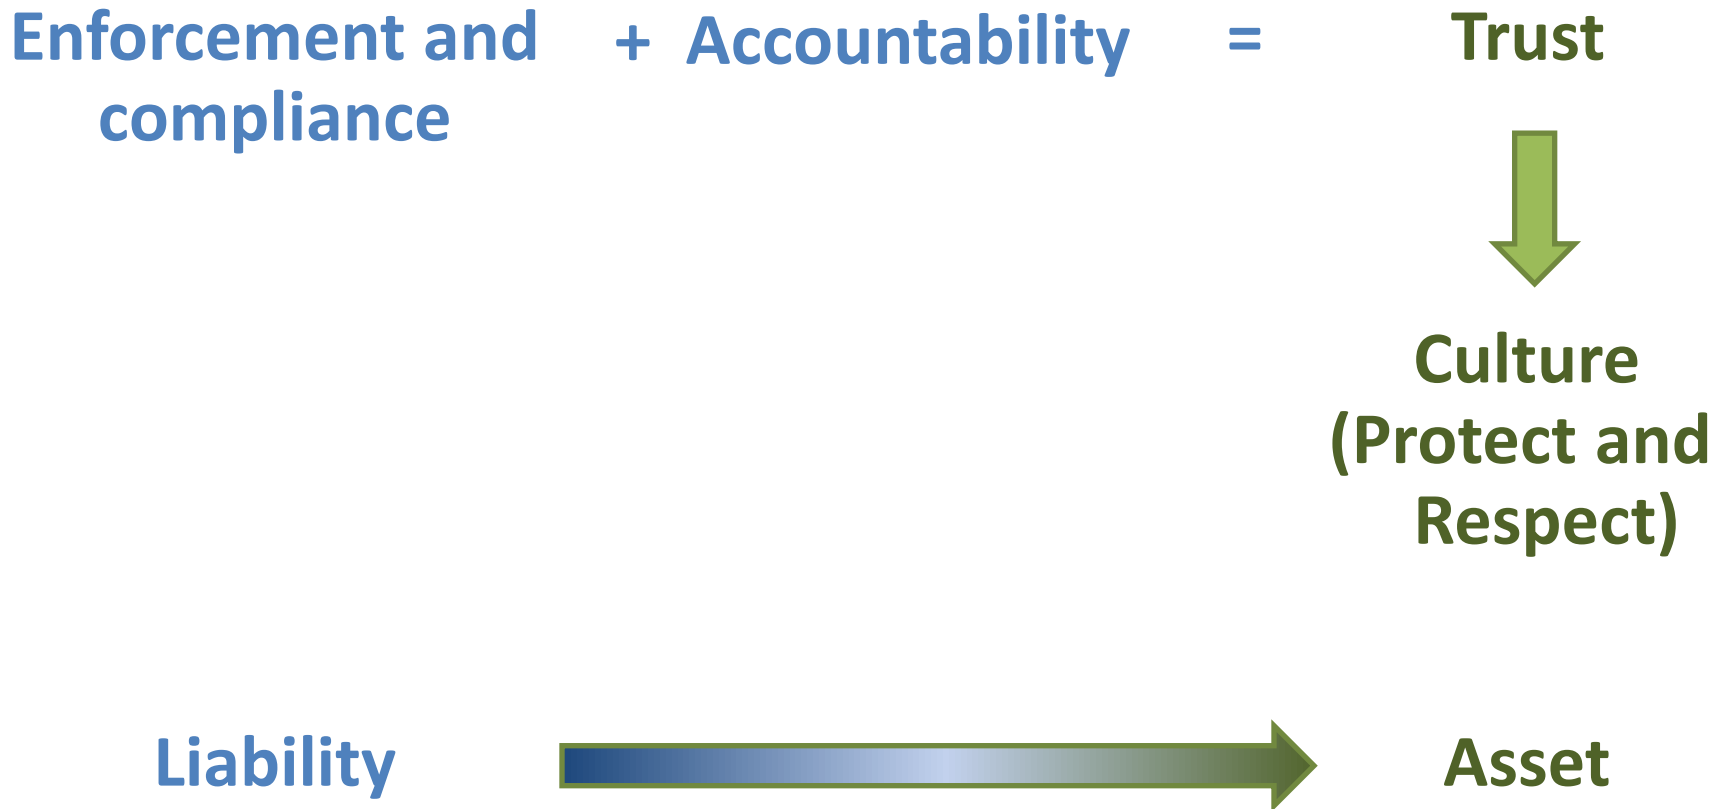 Enforcement and + Accountability = Trust
compliance
Culture
(Protect and
Respect)
Liability Asset